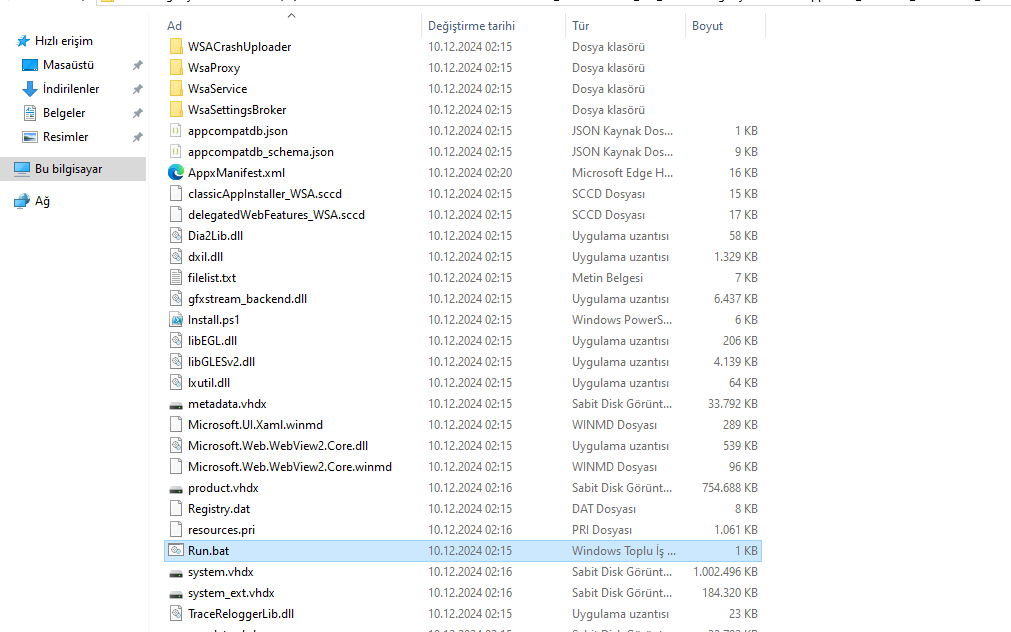 Ad Değiştirme tarihi Tür Boyut
Hızlı erişim
Masaüstü
İndirilenler
Belgeler
Resimler
Bu bilgisayar
Ağ
WSACrashUploader 10.12.2024 02:15 Dosya klasörü
WsaProxy 10.12.2024 02:15 Dosya klasörü
WsaService 10.12.2024 02:15 Dosya klasörü
WsaSettingsBroker 10.12.2024 02:15 Dosya klasörü
appcompatdb.json 10.12.2024 02:15 JSON Kaynak Dos... 1 KB
appcompatdb_schema.json 10.12.2024 02:15 JSON Kaynak Dos... 9 KB
AppxManifest.xml 10.12.2024 02:20 Microsoft Edge H... 16 KB
classicAppInstaller_WSA.sccd 10.12.2024 02:15 SCCD Dosyası 15 KB
delegatedWebFeatures_WSA.sccd 10.12.2024 02:15 SCCD Dosyası 17 KB
Dia2Lib.dll 10.12.2024 02:15 Uygulama uzantısı 58 KB
dxil.dll 10.12.2024 02:15 Uygulama uzantısı 1.329 KB
filelist.txt 10.12.2024 02:15 Metin Belgesi 7 KB
gfxstream_backend.dll 10.12.2024 02:15 Uygulama uzantısı 6.437 KB
Install.ps1 10.12.2024 02:15 Windows PowerS... 6 KB
libEGL.dll 10.12.2024 02:15 Uygulama uzantısı 206 KB
libGLESv2.dll 10.12.2024 02:15 Uygulama uzantısı 4.139 KB
lxutil.dll 10.12.2024 02:15 Uygulama uzantısı 64 KB
metadata.vhdx 10.12.2024 02:15 Sabit Disk Görünt... 33.792 KB
Microsoft.UI.Xaml.winmd 10.12.2024 02:15 WINMD Dosyası 289 KB
Microsoft.Web.WebView2.Core.dll 10.12.2024 02:15 Uygulama uzantısı 539 KB
Microsoft.Web.WebView2.Core.winmd 10.12.2024 02:15 WINMD Dosyası 96 KB
product.vhdx 10.12.2024 02:16 Sabit Disk Görünt... 754.688 KB
Registry.dat 10.12.2024 02:15 DAT Dosyası 8 KB
resources.pri 10.12.2024 02:16 PRI Dosyası 1.061 KB
Run.bat 10.12.2024 02:15 Windows Toplu İş ... 1 KB
system.vhdx 10.12.2024 02:16 Sabit Disk Görünt... 1.002.496 KB
system_ext.vhdx 10.12.2024 02:16 Sabit Disk Görünt... 184.320 KB
TraceReloggerLib.dll 10.12.2024 02:15 Uygulama uzantısı 23 KB